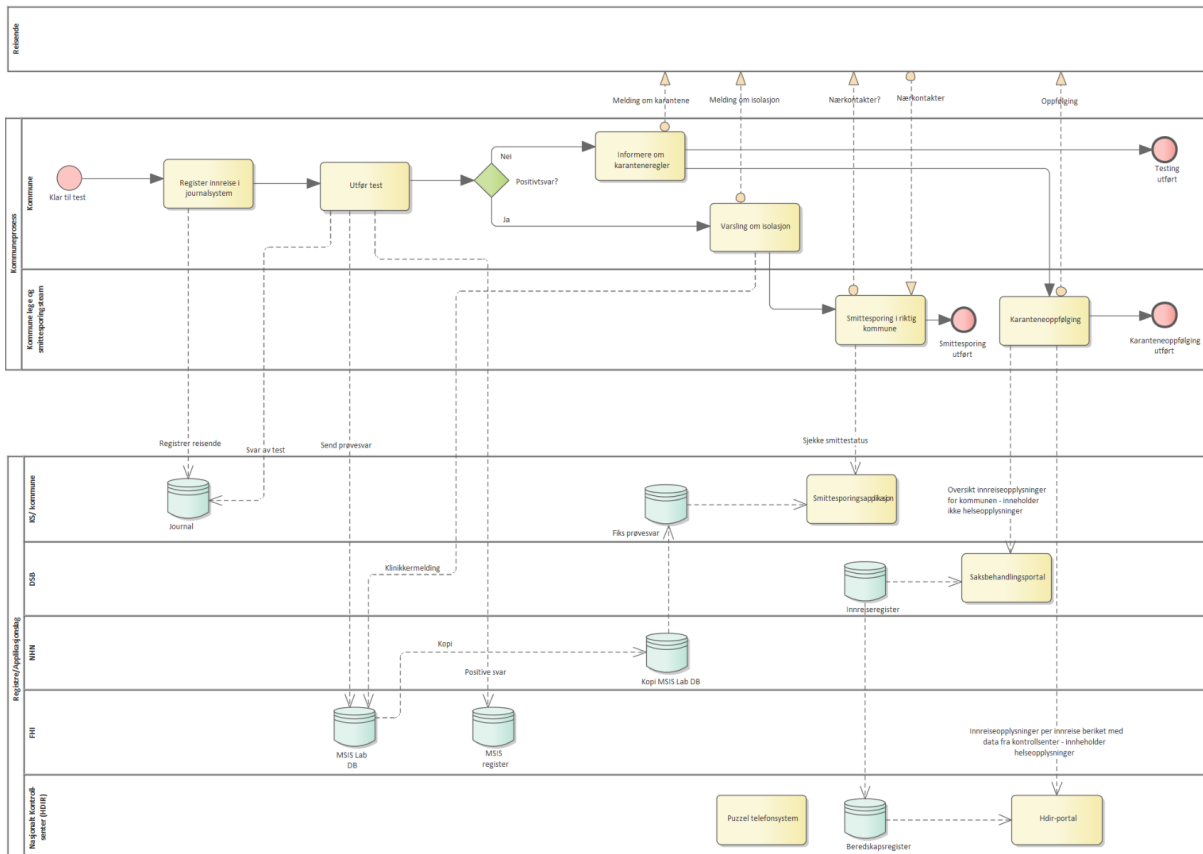 Reisende
Melding om karantene
Melding om isolasjon
Nærkontakter?
Nærkontakter
Oppfølging
Kommuneprosess
Kommune
Klar til test
Register innreise i
journalsystem
Utfør test
Nei
Positivtsvar?
Ja
Informere om
karanteneregler
Varsling om isolasjon
Testing
utført
Kommune lege og
smittesporingsteam
Smittesporing i riktig
kommune
Smittesporing
utført
Karanteneoppfølging
Karanteneoppfølging
utført
Registrer reisende
Svar av test
Send prøvesvar
Sjekke smittestatus
Registre/Applikasjonslag
KS/ kommune
Journal
Fiks prøvesvar
Smittesporingsapplikasjon
Oversikt innreiseopplysninger
for kommunen - inneholder
ikke helseopplysninger
DSB
Klinikkermelding
Innreiseregister
Saksbehandlingsportal
NHN
Kopi
Kopi MSIS Lab DB
Positive svar
FHI
MSIS Lab
DB
MSIS
register
Innreiseopplysninger per innreise beriket med
data fra kontrollsenter - innheholder
helseopplysninger
Nasjonalt Kontroll-
senter (HDIR)
Puzzel telefonsystem
Beredskapsregister
Hdir-portal